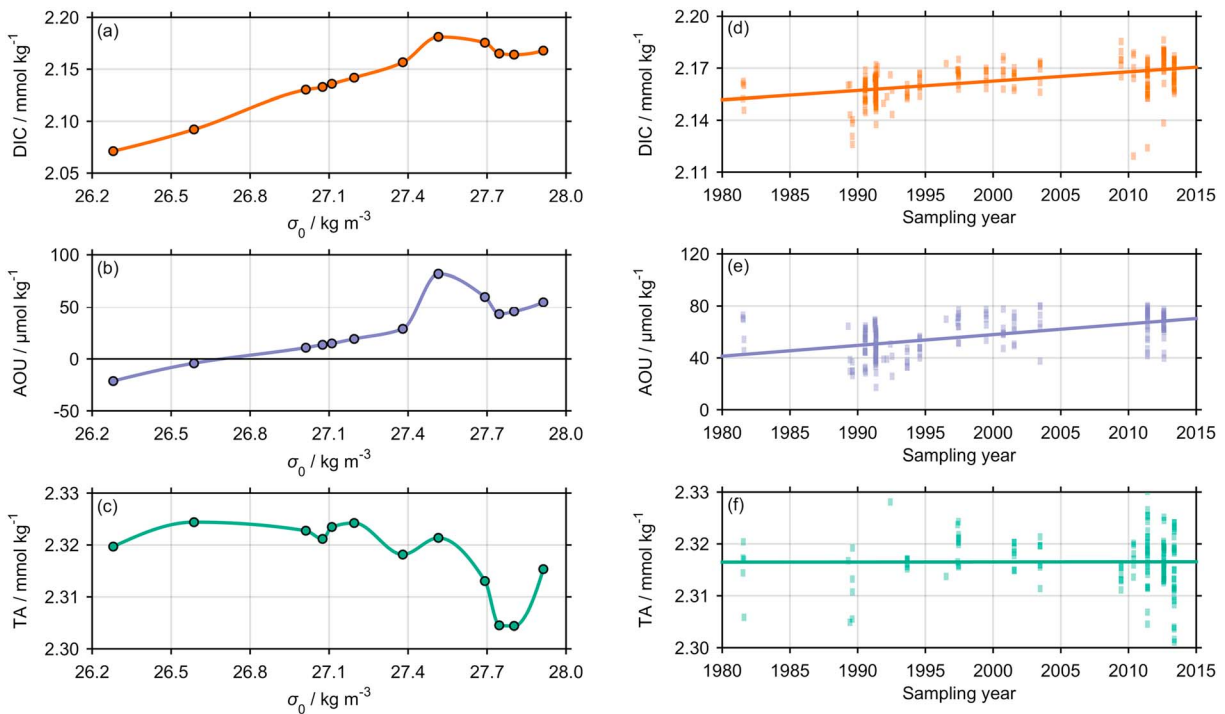 (a)
2.20
2.15
2.10
2.05
DIC / mmol kg⁻¹
26.2 26.5 26.8 27.1 27.4 27.7 28.0
σ₀ / kg m⁻³
(d)
2.20
2.17
2.14
2.11
DIC / mmol kg⁻¹
1980 1985 1990 1995 2000 2005 2010 2015
Sampling year
(b)
100
50
0
-50
AOU / μmol kg⁻¹
26.2 26.5 26.8 27.1 27.4 27.7 28.0
σ₀ / kg m⁻³
(e)
120
80
40
0
AOU / μmol kg⁻¹
1980 1985 1990 1995 2000 2005 2010 2015
Sampling year
(c)
2.33
2.32
2.31
2.30
TA / mmol kg⁻¹
26.2 26.5 26.8 27.1 27.4 27.7 28.0
σ₀ / kg m⁻³
(f)
2.33
2.32
2.31
2.30
TA / mmol kg⁻¹
1980 1985 1990 1995 2000 2005 2010 2015
Sampling year